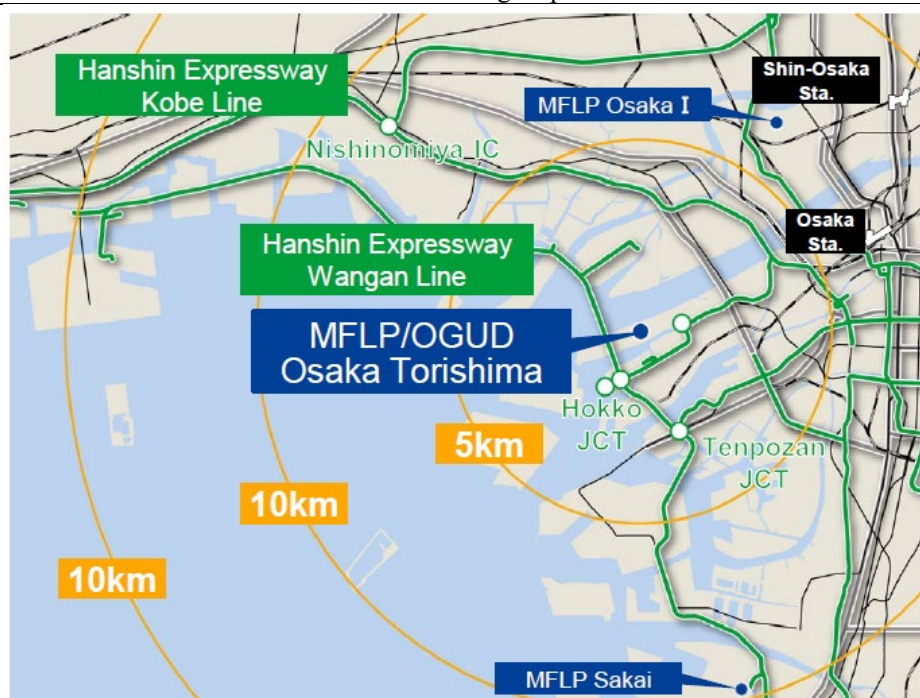 Hanshin Expressway
Kobe Line
Shin-Osaka
Sta.
MFLP Osaka I
Nishinomiya IC
Osaka
Sta.
Hanshin Expressway
Wangan Line
MFLP/OGUD
Osaka Torishima
Hokko
JCT
5km
Tenpozan
JCT
10km
10km
MFLP Sakai